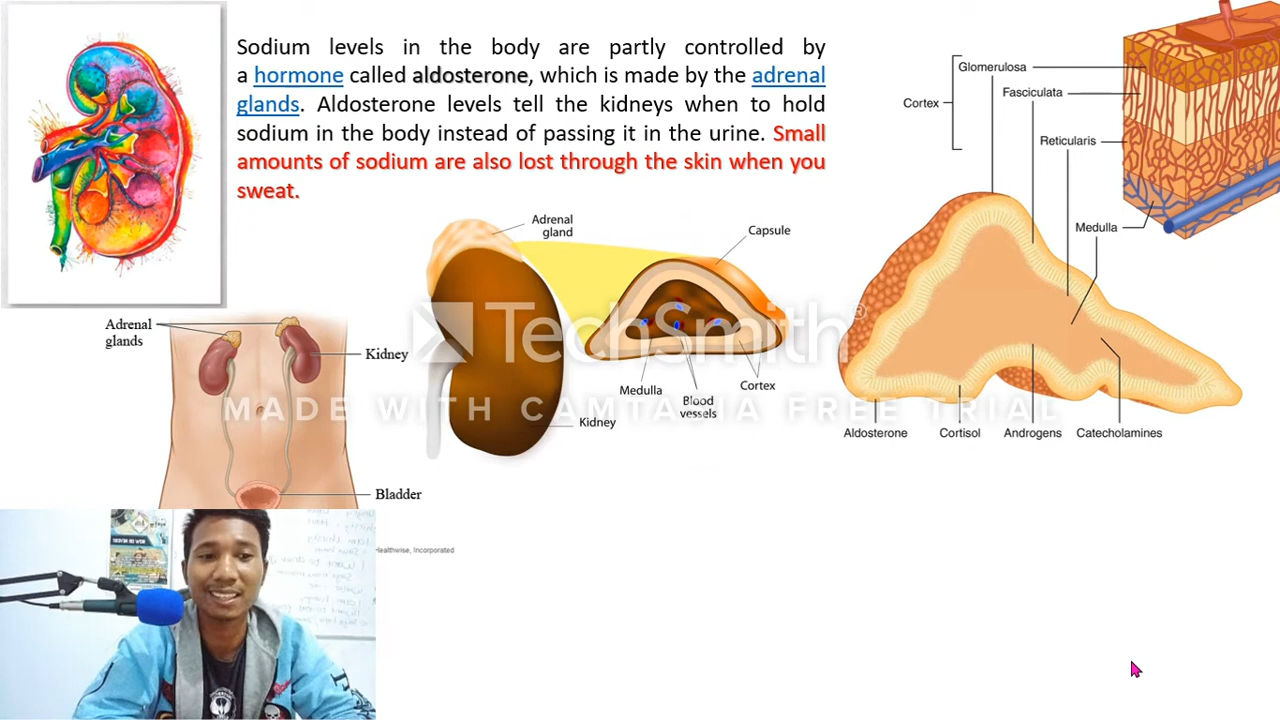 Sodium levels in the body are partly controlled by
a hormone called aldosterone, which is made by the adrenal
glands. Aldosterone levels tell the kidneys when to hold
sodium in the body instead of passing it in the urine. Small
amounts of sodium are also lost through the skin when you
sweat.
Glomerulosa
Fasciculata
Cortex
Reticularis
Medulla
Aldosterone
Cortisol
Androgens
Catecholamines
Adrenal
gland
Capsule
Medulla
Blood
vessels
Cortex
Kidney
Adrenal
glands
Kidney
Bladder
Healthwise, Incorporated
TechSmith®
MADE WITH CAMTASIA FREE TRIAL